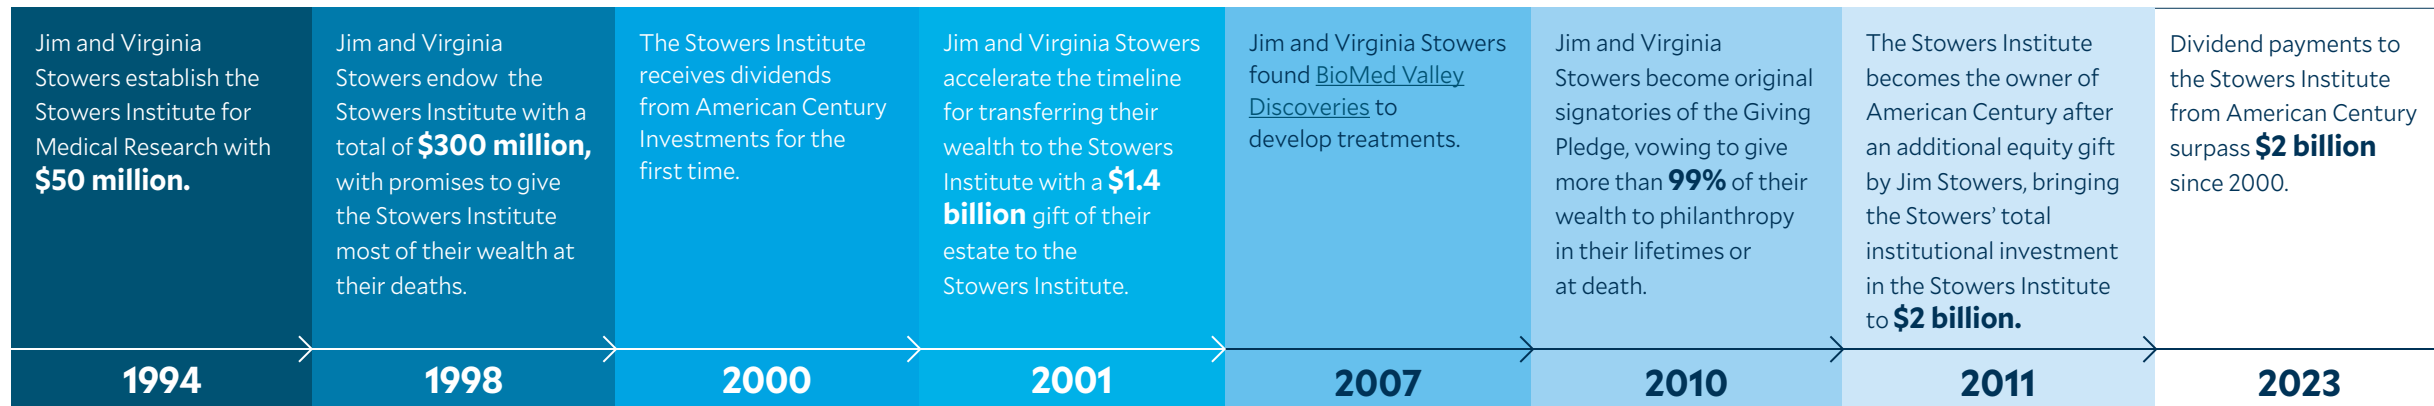 Jim and Virginia
Stowers establish the
Stowers Institute for
Medical Research with
$50 million.
1994
Jim and Virginia
Stowers endow the
Stowers Institute with a
total of $300 million,
with promises to give
the Stowers Institute
most of their wealth at
their deaths.
1998
The Stowers Institute
receives dividends
from American Century
Investments for the
first time.
2000
Jim and Virginia Stowers
accelerate the timeline
for transferring their
wealth to the Stowers
Institute with a $1.4
billion gift of their
estate to the
Stowers Institute.
2001
Jim and Virginia Stowers
found BioMed Valley
Discoveries to
develop treatments.
2007
Jim and Virginia
Stowers become original
signatories of the Giving
Pledge, vowing to give
more than 99% of their
wealth to philanthropy
in their lifetimes or
at death.
2010
The Stowers Institute
becomes the owner of
American Century after
an additional equity gift
by Jim Stowers, bringing
the Stowers’ total
institutional investment
in the Stowers Institute
to $2 billion.
2011
Dividend payments to
the Stowers Institute
from American Century
surpass $2 billion
since 2000.
2023